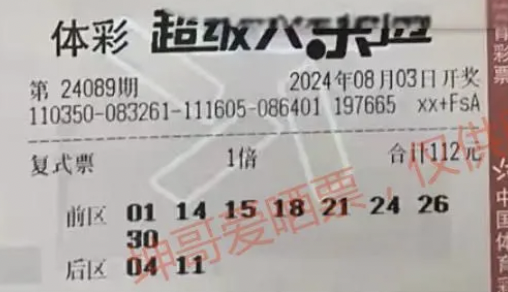 体彩 超级大乐透
第 24089期 2024年08月03日开奖
110350-083261-111605-086401 197665 xx+FsA
复式票 1倍 合计112元
前区 01 14 15 18 21 24 26
30
后区 04 11
坤哥爱晒票，仅供
中国体育彩
彩票